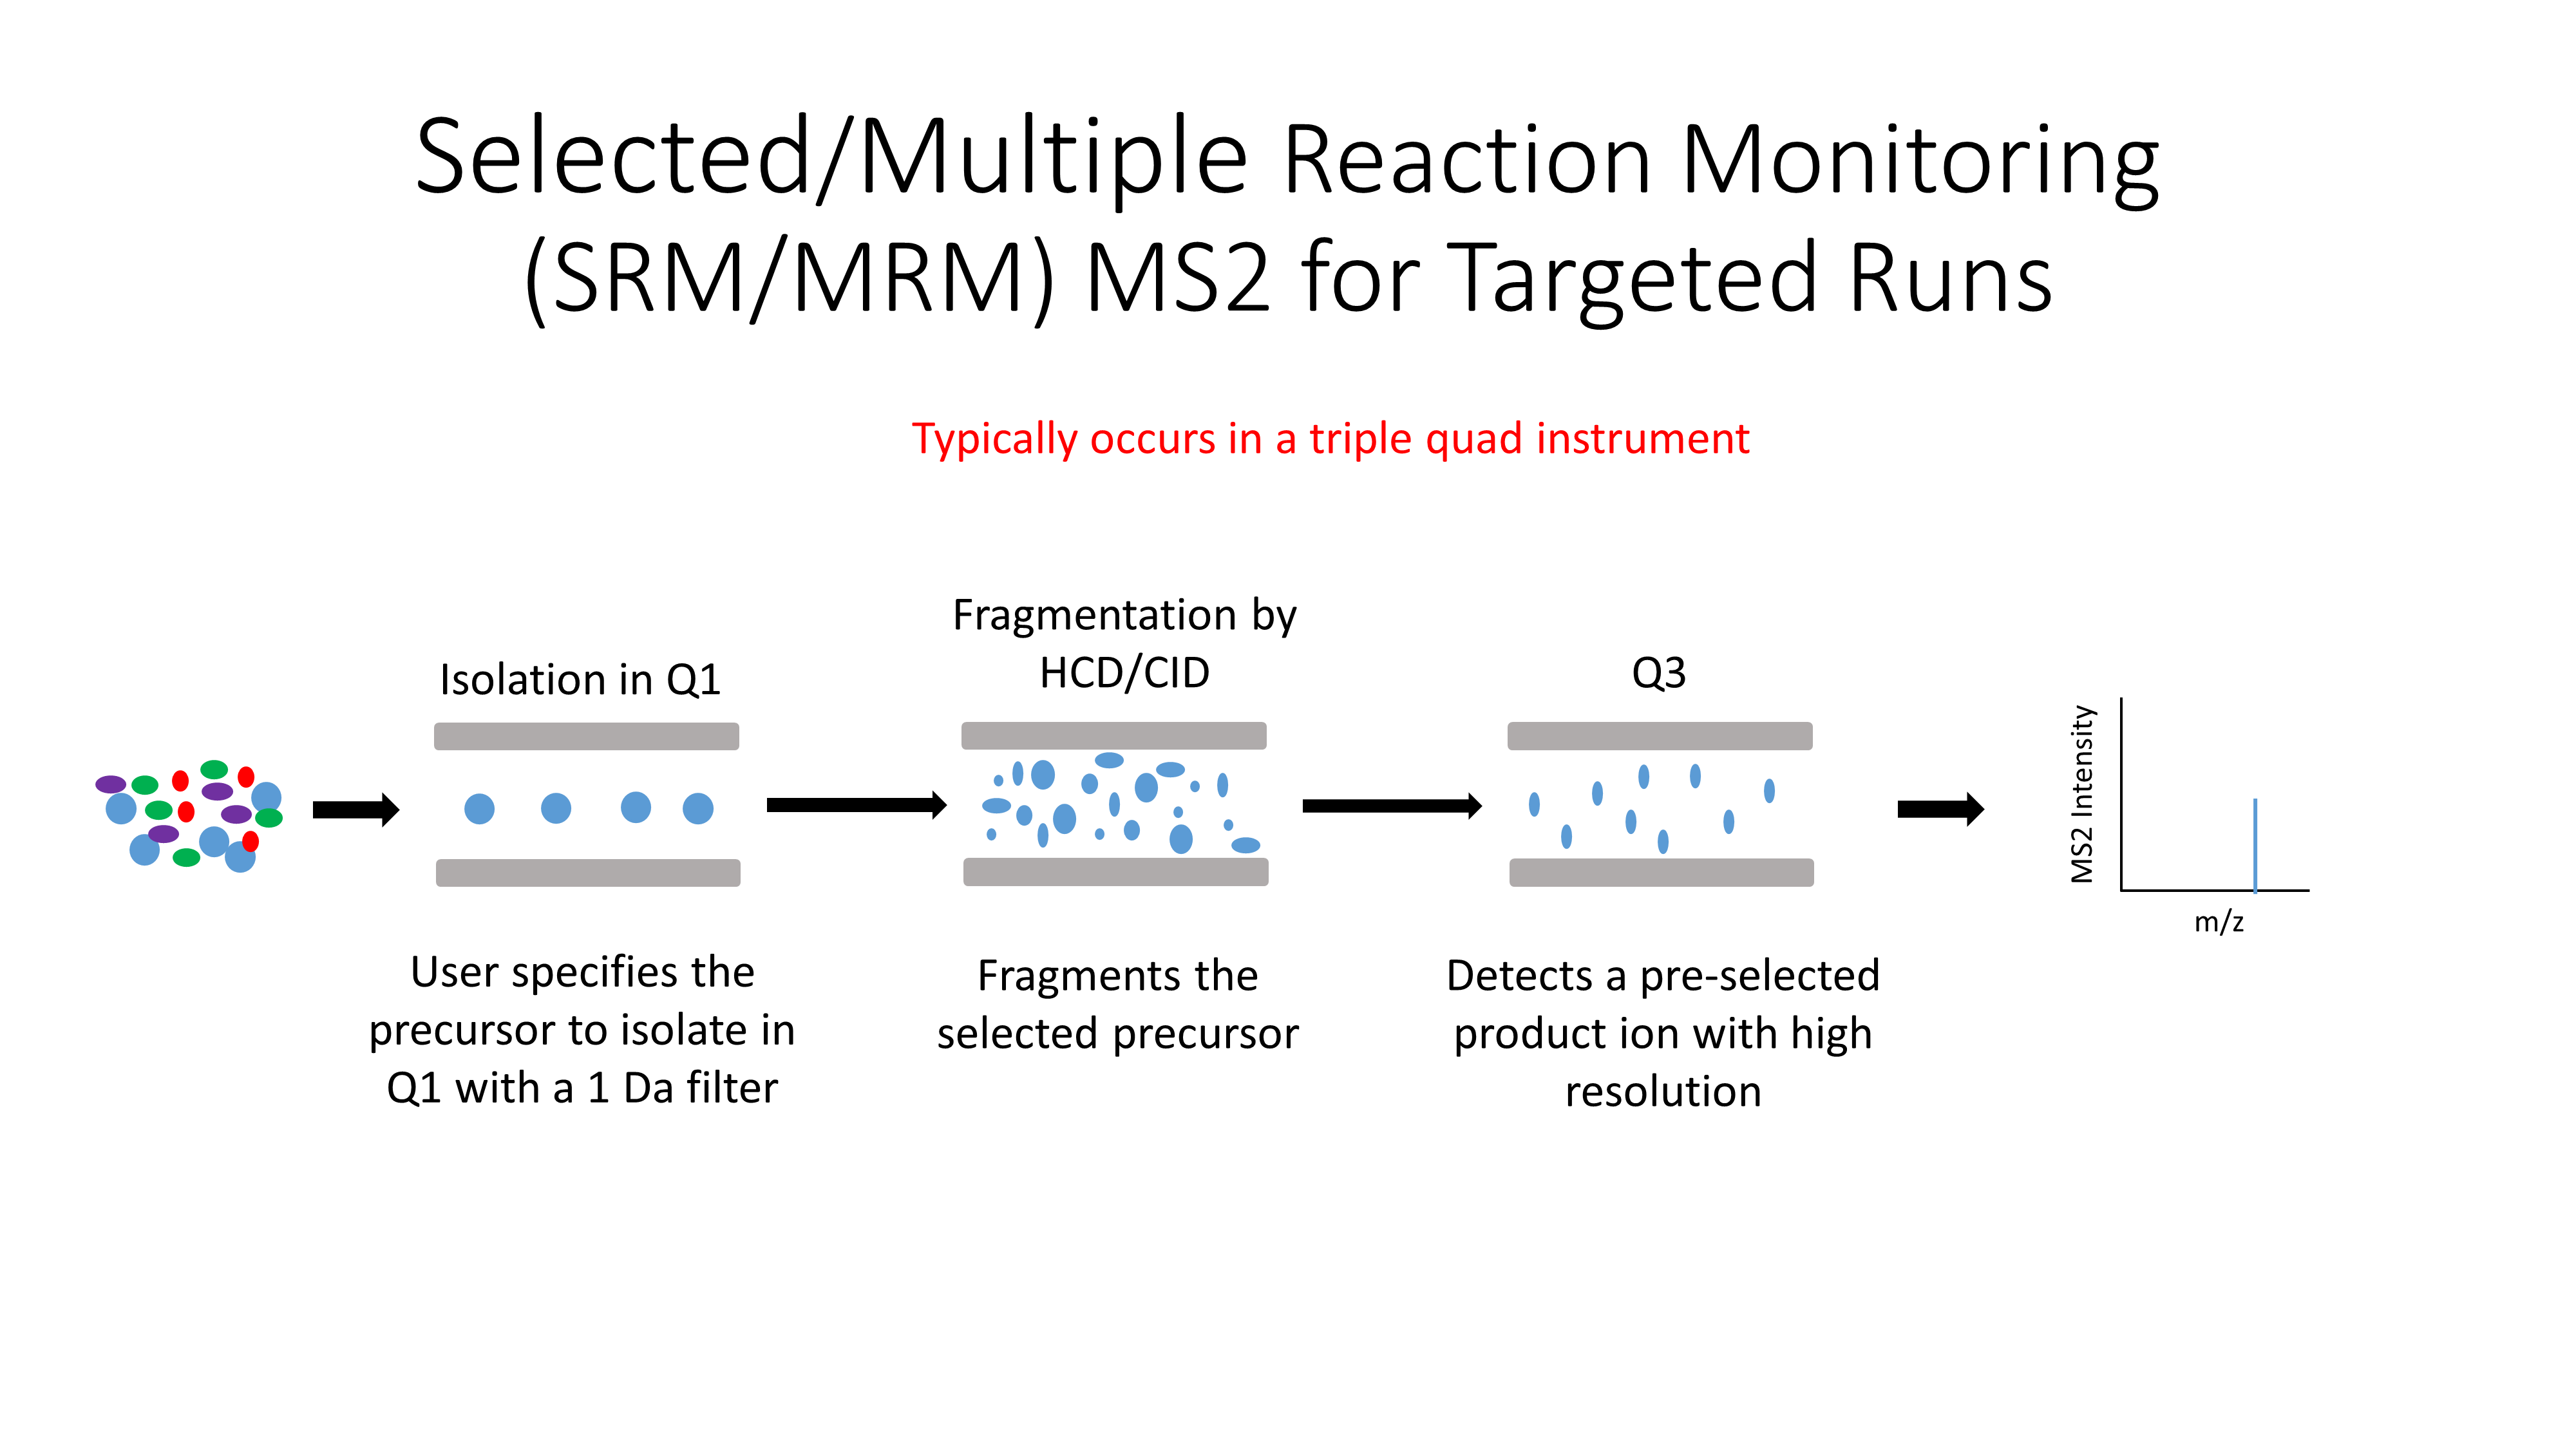 Selected/Multiple Reaction Monitoring
(SRM/MRM) MS2 for Targeted Runs
Typically occurs in a triple quad instrument
Isolation in Q1
User specifies the
precursor to isolate in
Q1 with a 1 Da filter
Fragmentation by
HCD/CID
Fragments the
selected precursor
Q3
Detects a pre-selected
product ion with high
resolution
MS2 Intensity
m/z